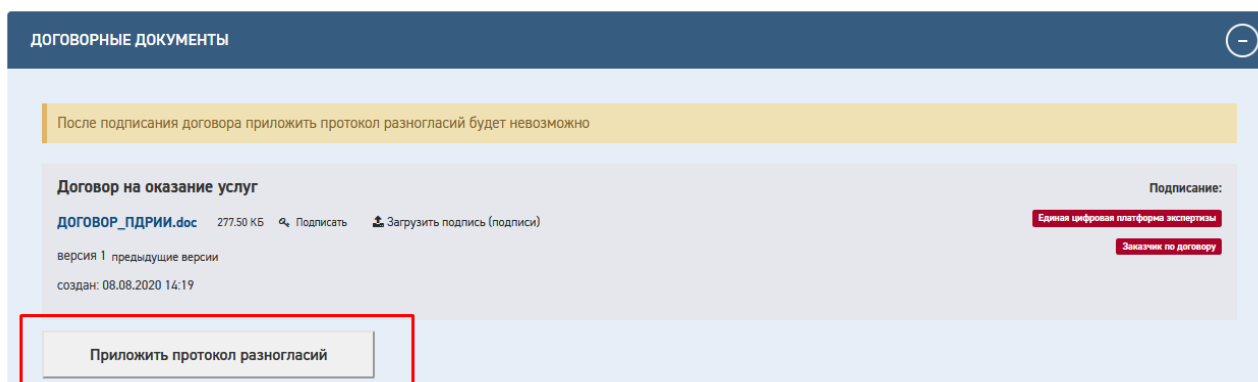 ДОГОВОРНЫЕ ДОКУМЕНТЫ
После подписания договора приложить протокол разногласий будет невозможно
Договор на оказание услуг
Подписание:
ДОГОВОР_ПДРИИ.doc 277.50 КБ Подписать Загрузить подпись (подписи)
Единая цифровая платформа экспертизы
Заказчик по договору
версия 1 предыдущие версии
создан: 08.08.2020 14:19
Приложить протокол разногласий